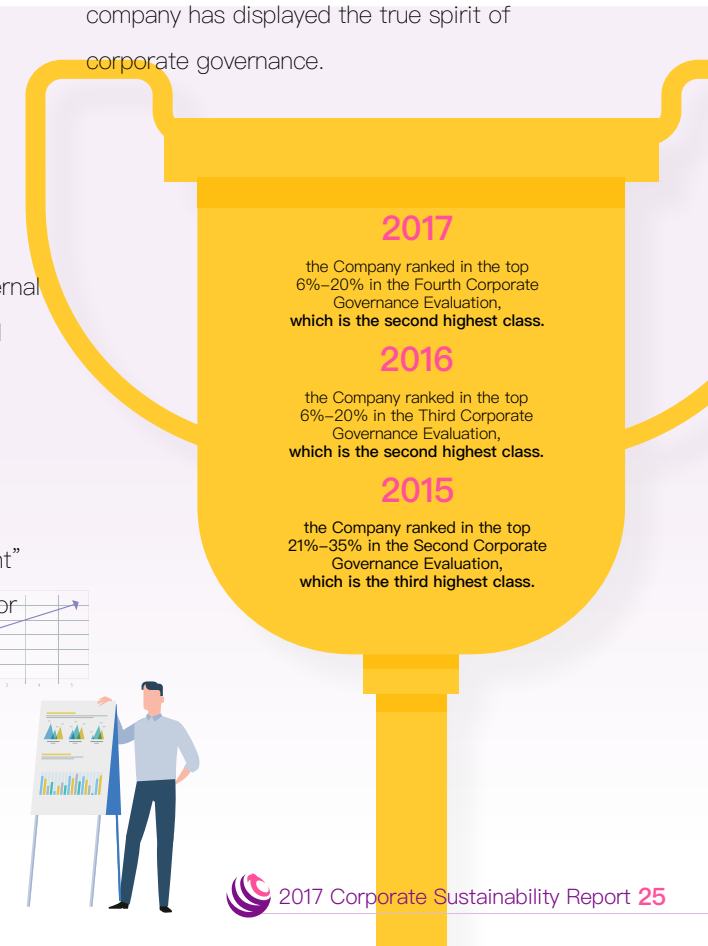 company has displayed the true spirit of
corporate governance.
2017
the Company ranked in the top
6%–20% in the Fourth Corporate
Governance Evaluation,
which is the second highest class.
2016
the Company ranked in the top
6%–20% in the Third Corporate
Governance Evaluation,
which is the second highest class.
2015
the Company ranked in the top
21%–35% in the Second Corporate
Governance Evaluation,
which is the third highest class.
2017 Corporate Sustainability Report 25